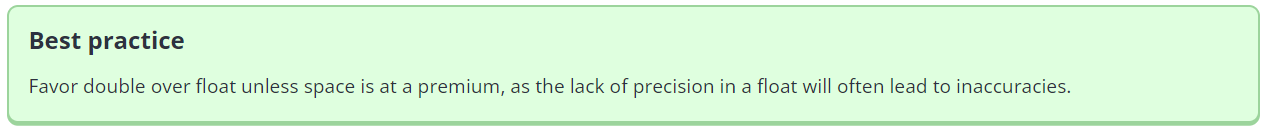 Best practice
Favor double over float unless space is at a premium, as the lack of precision in a float will often lead to inaccuracies.